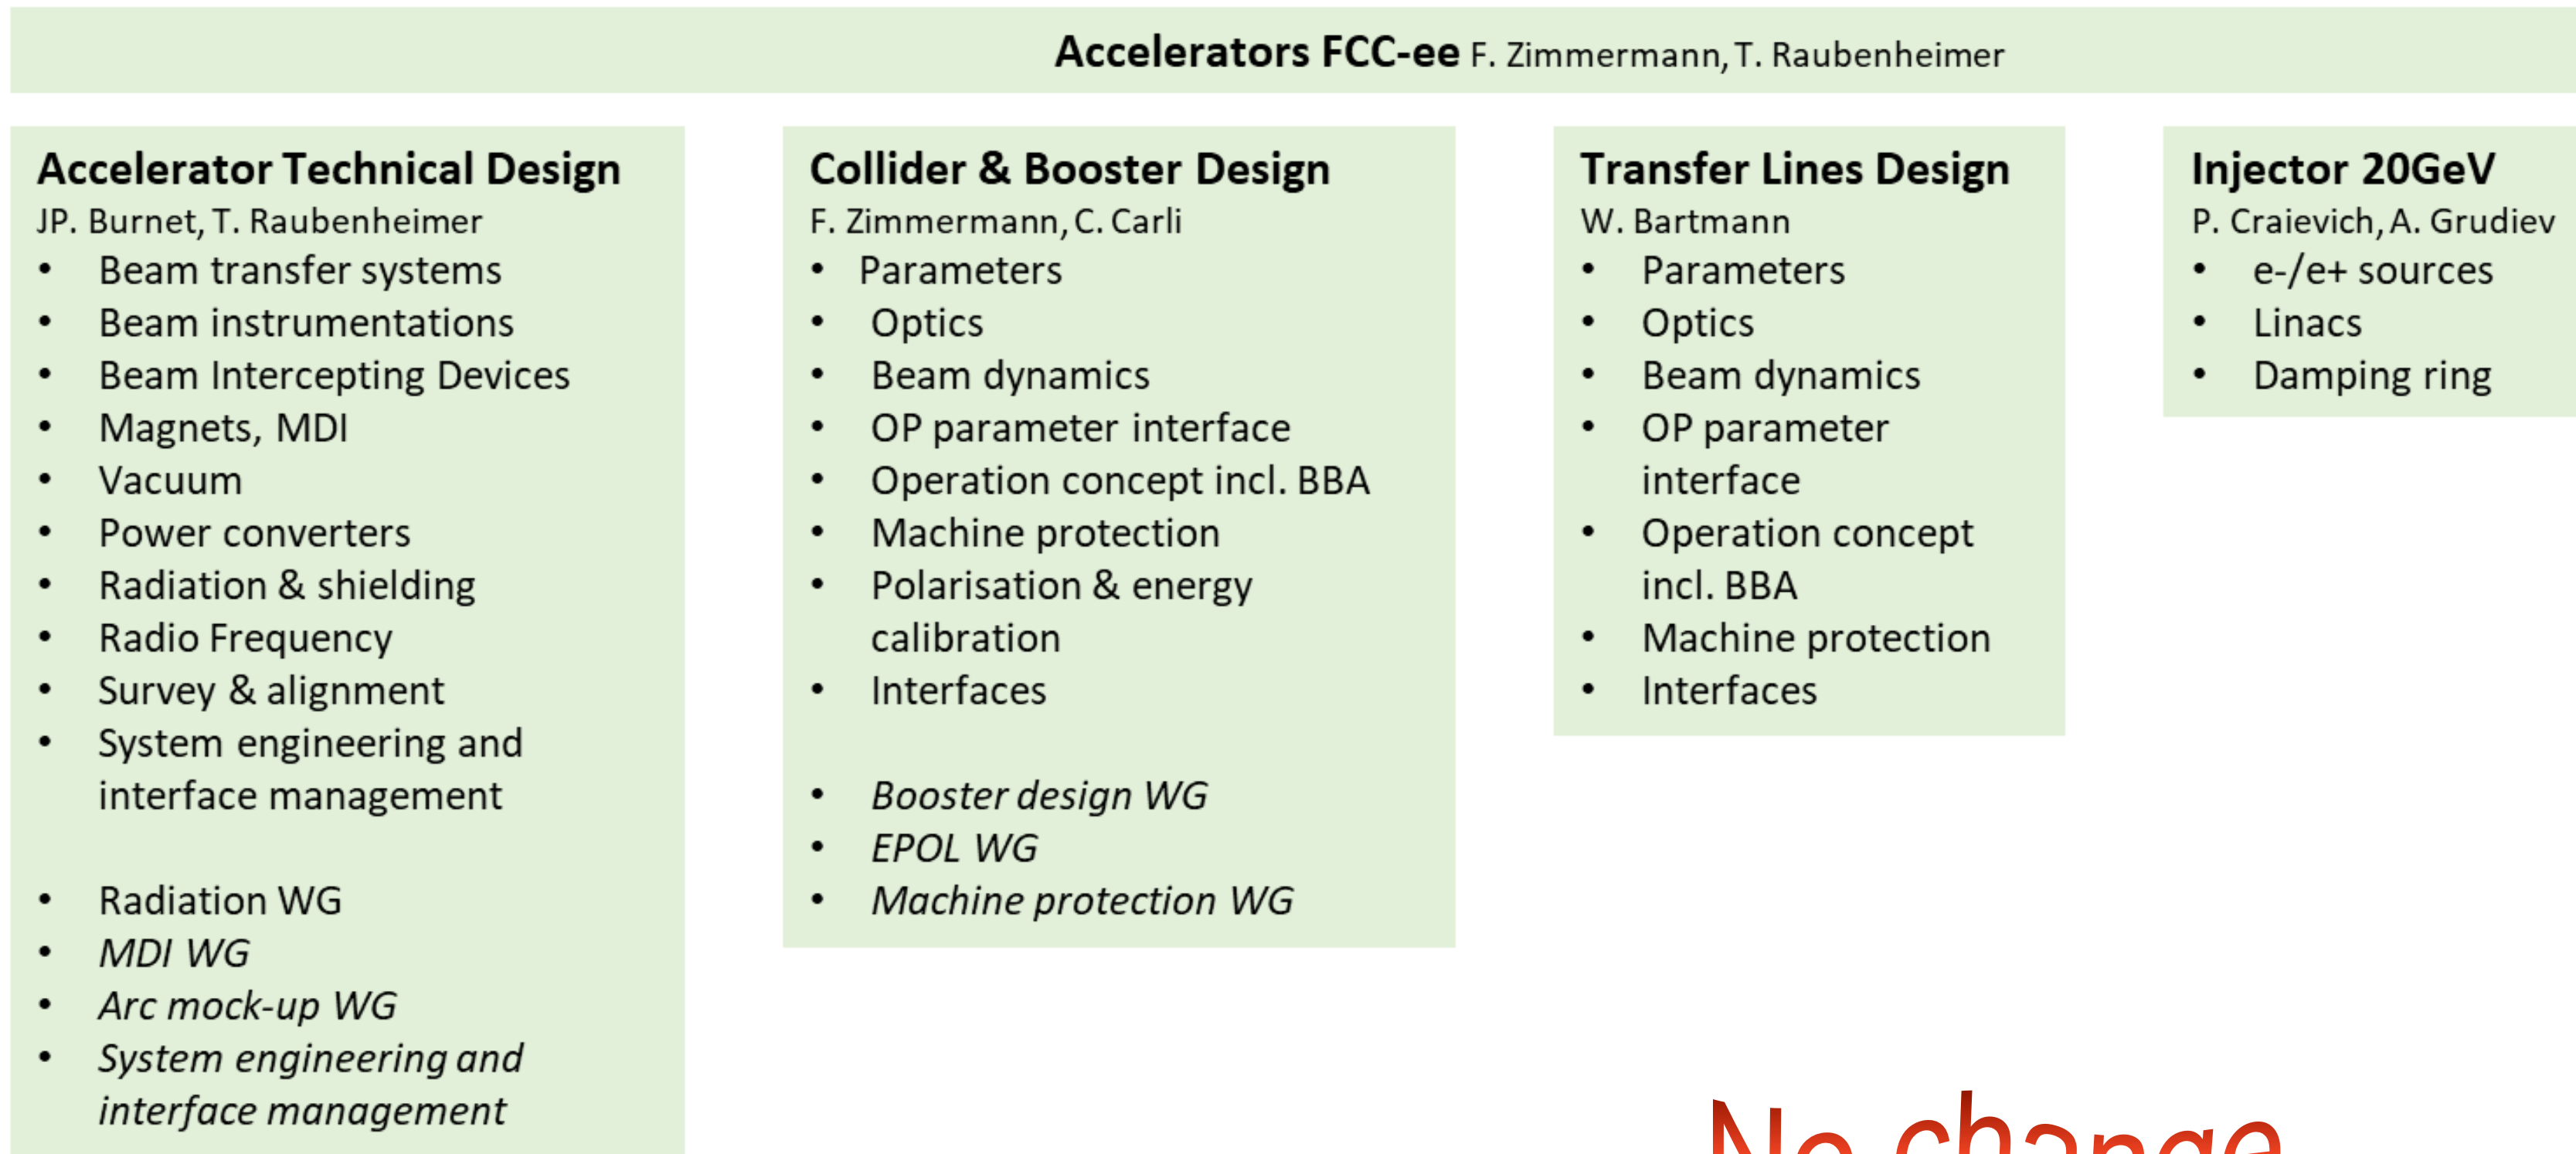 Accelerators FCC-ee F. Zimmermann, T. Raubenheimer
Accelerator Technical Design
JP. Burnet, T. Raubenheimer
• Beam transfer systems
• Beam instrumentations
• Beam Intercepting Devices
• Magnets, MDI
• Vacuum
• Power converters
• Radiation & shielding
• Radio Frequency
• Survey & alignment
• System engineering and
interface management
• Radiation WG
• MDI WG
• Arc mock-up WG
• System engineering and
interface management
Collider & Booster Design
F. Zimmermann, C. Carli
• Parameters
• Optics
• Beam dynamics
• OP parameter interface
• Operation concept incl. BBA
• Machine protection
• Polarisation & energy
calibration
• Interfaces
• Booster design WG
• EPOL WG
• Machine protection WG
Transfer Lines Design
W. Bartmann
• Parameters
• Optics
• Beam dynamics
• OP parameter
interface
• Operation concept
incl. BBA
• Machine protection
• Interfaces
Injector 20GeV
P. Craievich, A. Grudiev
• e-/e+ sources
• Linacs
• Damping ring
No change